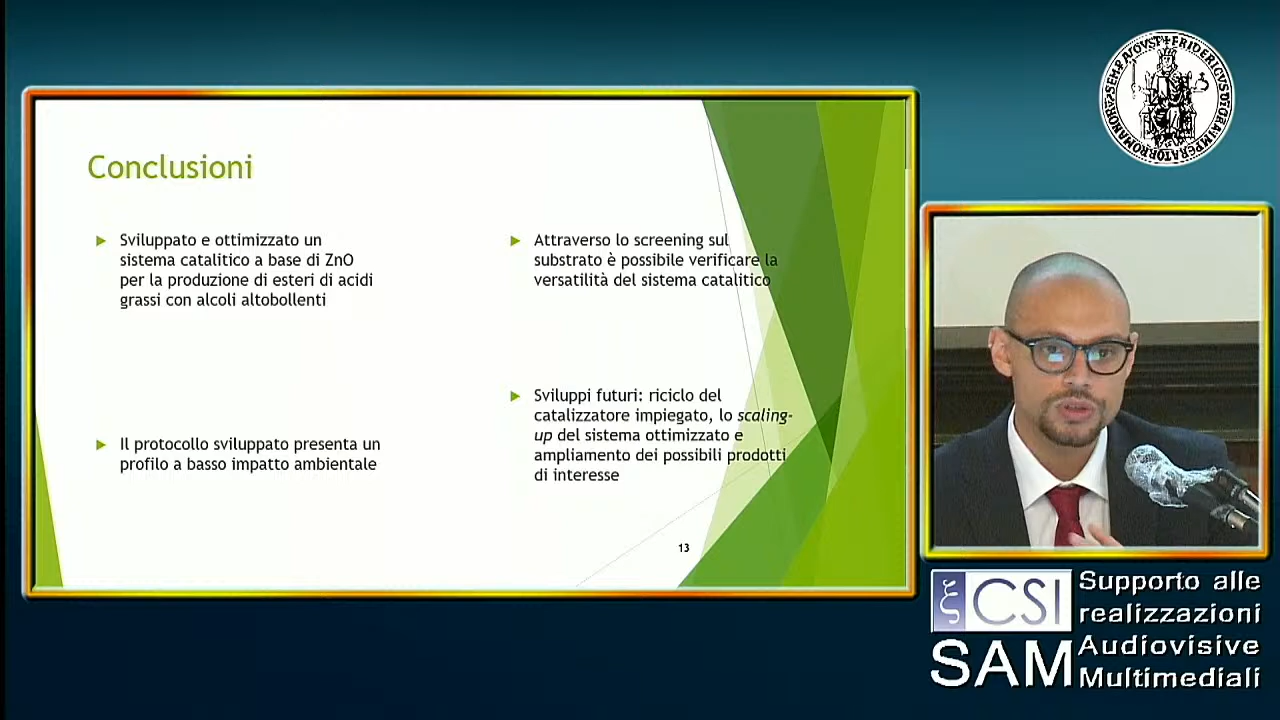 Conclusioni
Sviluppato e ottimizzato un
sistema catalitico a base di ZnO
per la produzione di esteri di acidi
grassi con alcoli altobollenti
Il protocollo sviluppato presenta un
profilo a basso impatto ambientale
Attraverso lo screening sul
substrato è possibile verificare la
versatilità del sistema catalitico
Sviluppi futuri: riciclo del
catalizzatore impiegato, lo scaling-
up del sistema ottimizzato e
ampliamento dei possibili prodotti
di interesse
13
CSI
SAM
Supporto alle
realizzazioni
Audiovisive
Multimediali